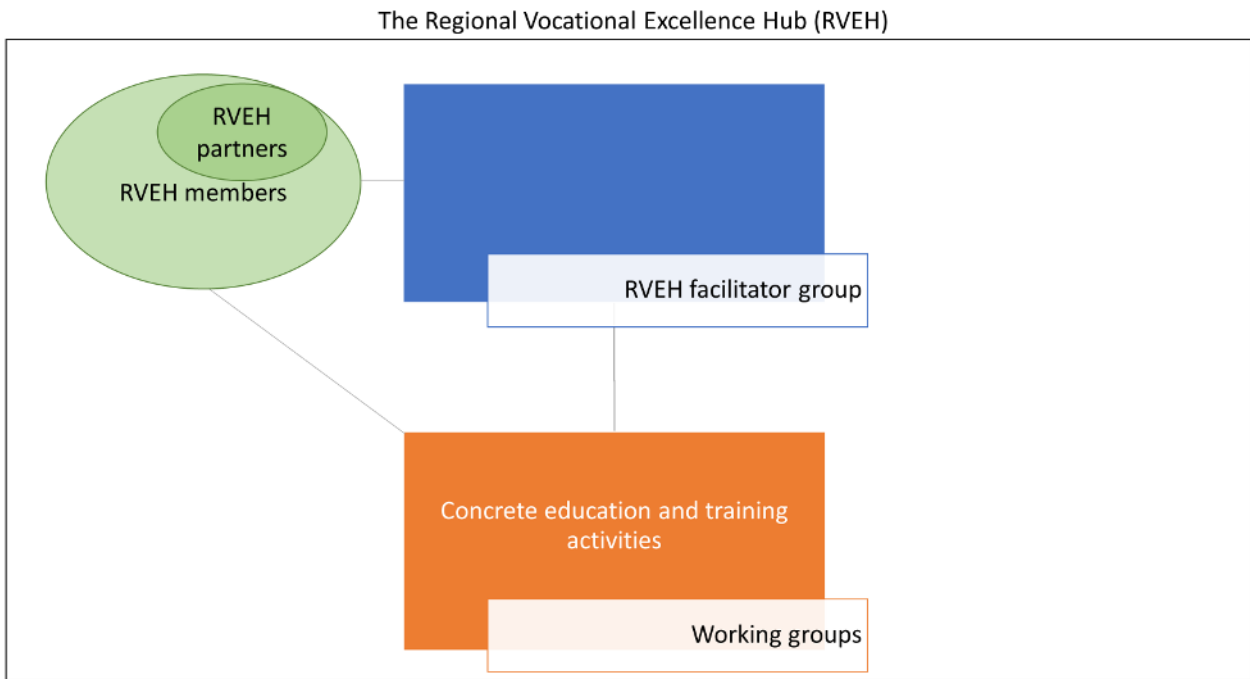 The Regional Vocational Excellence Hub (RVEH)
RVEH
partners
RVEH members
RVEH facilitator group
Concrete education and training
activities
Working groups